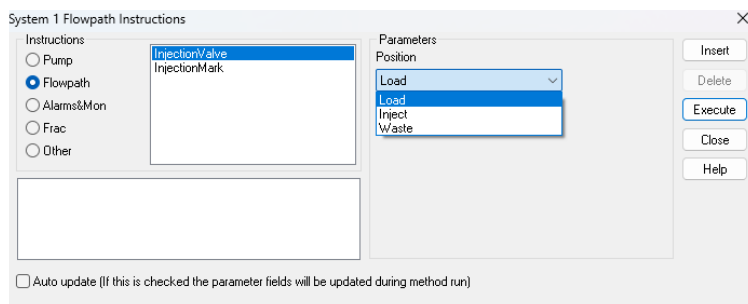 System 1 Flowpath Instructions
Instructions
Pump
Flowpath
Alarms&Mon
Frac
Other
InjectionValve
InjectionMark
Parameters
Position
Load
Load
Inject
Waste
Insert
Delete
Execute
Close
Help
Auto update (If this is checked the parameter fields will be updated during method run)